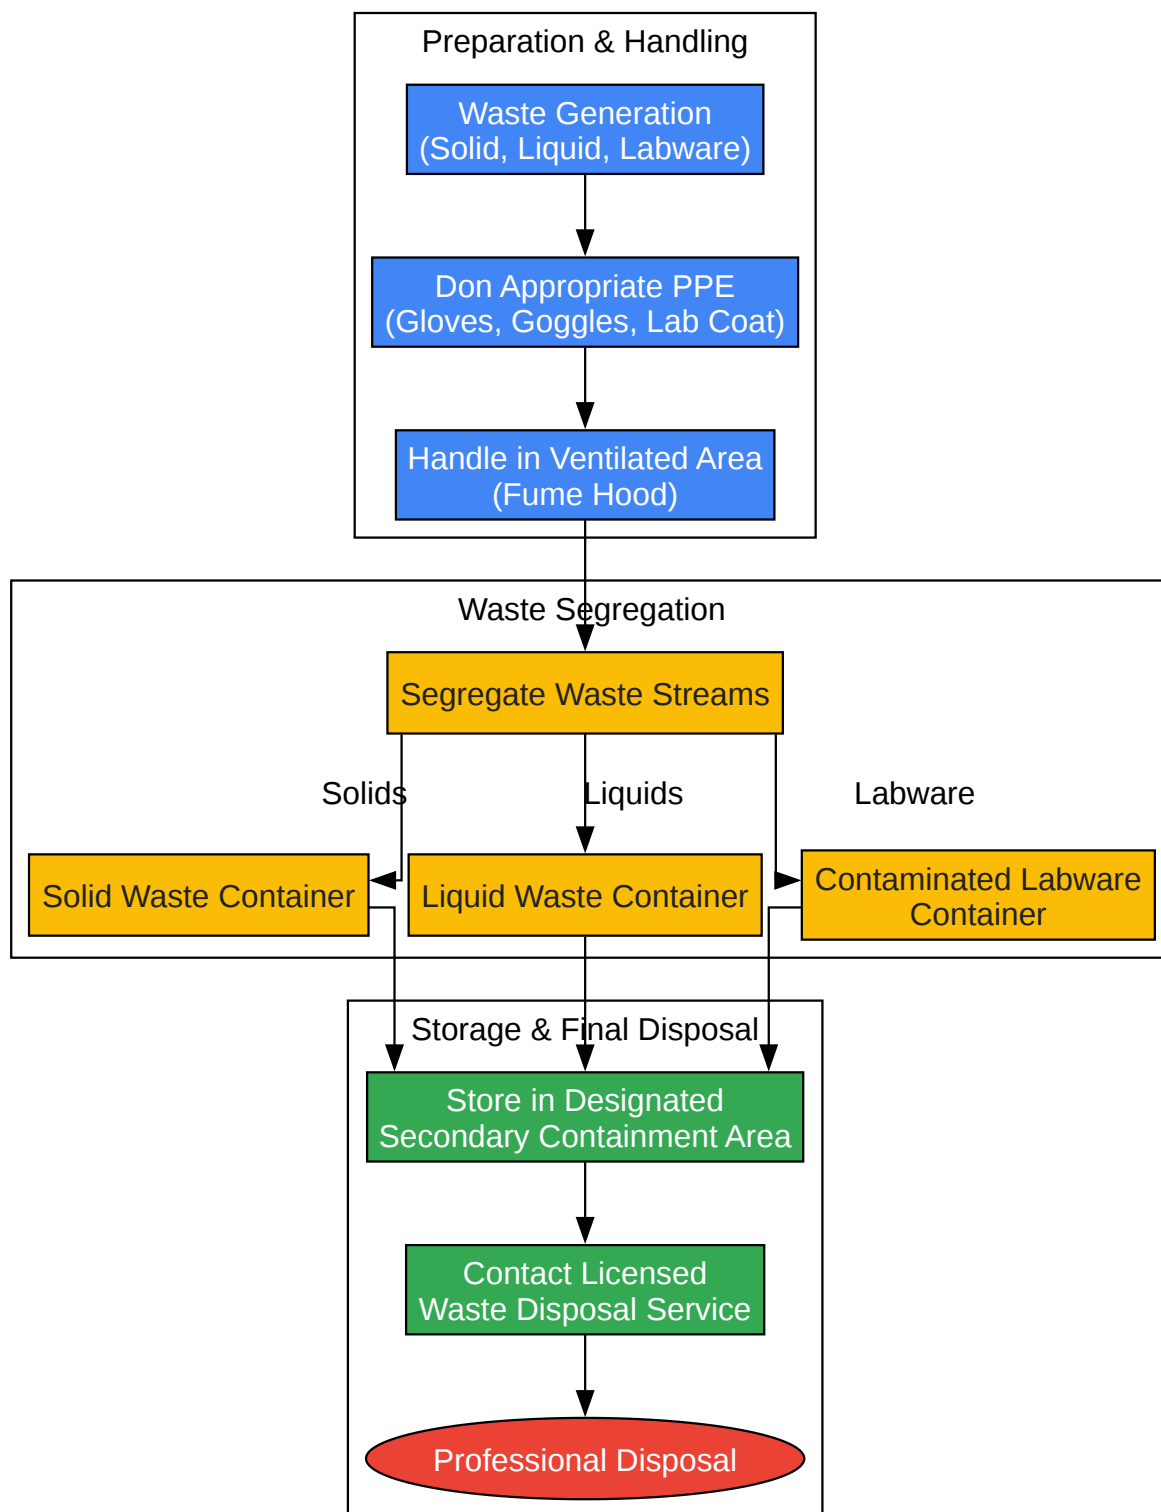 Preparation & Handling
Waste Generation
(Solid, Liquid, Labware)
Don Appropriate PPE
(Gloves, Goggles, Lab Coat)
Handle in Ventilated Area
(Fume Hood)
Waste Segregation
Segregate Waste Streams
Solids
Liquids
Labware
Solid Waste Container
Liquid Waste Container
Contaminated Labware
Container
Storage & Final Disposal
Store in Designated
Secondary Containment Area
Contact Licensed
Waste Disposal Service
Professional Disposal